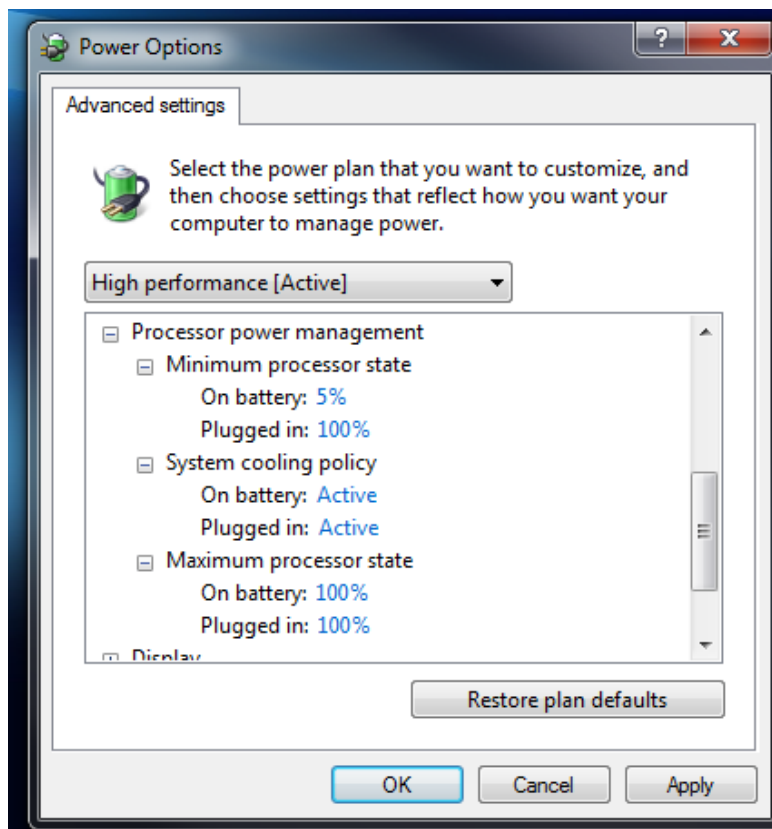 Power Options
?
X
Advanced settings
Select the power plan that you want to customize, and
then choose settings that reflect how you want your
computer to manage power.
High performance [Active]
Processor power management
Minimum processor state
On battery: 5%
Plugged in: 100%
System cooling policy
On battery: Active
Plugged in: Active
Maximum processor state
On battery: 100%
Plugged in: 100%
Display
Restore plan defaults
OK
Cancel
Apply